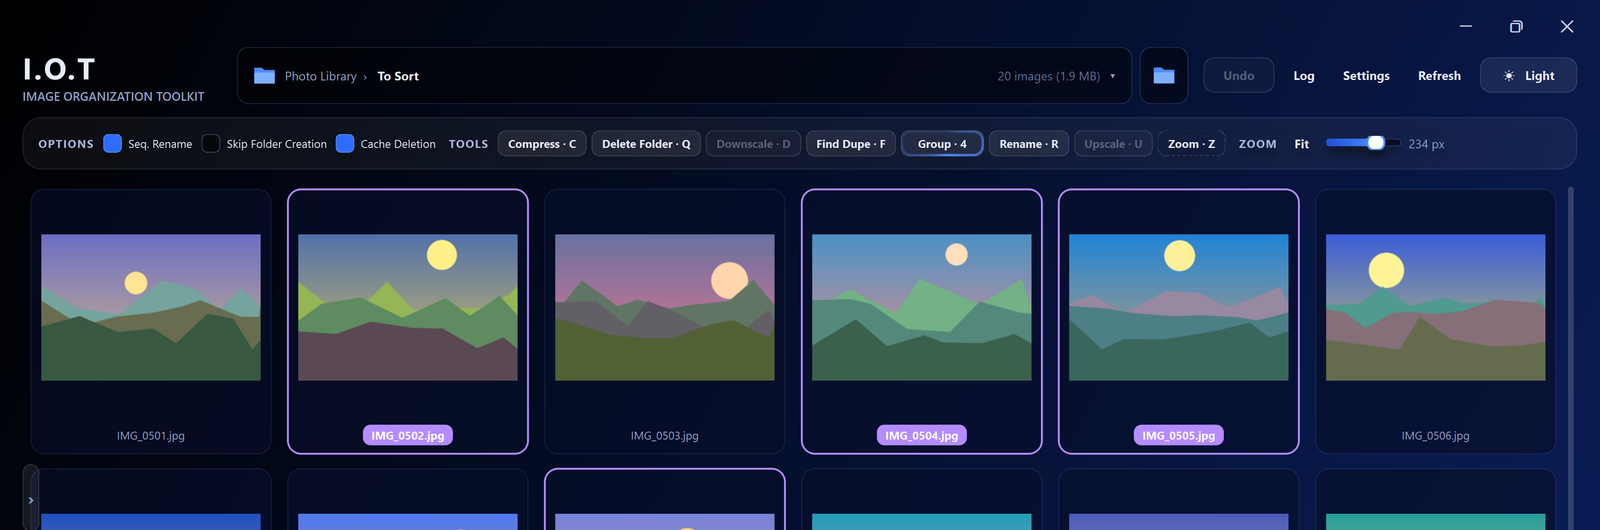 I.O.T
IMAGE ORGANIZATION TOOLKIT
Photo Library › To Sort
20 images (1.9 MB) ▾
Undo
Log
Settings
Refresh
☀ Light
OPTIONS
Seq. Rename
Skip Folder Creation
Cache Deletion
TOOLS
Compress · C
Delete Folder · Q
Downscale · D
Find Dupe · F
Group · 4
Rename · R
Upscale · U
Zoom · Z
ZOOM
Fit
234 px
IMG_0501.jpg
IMG_0502.jpg
IMG_0503.jpg
IMG_0504.jpg
IMG_0505.jpg
IMG_0506.jpg